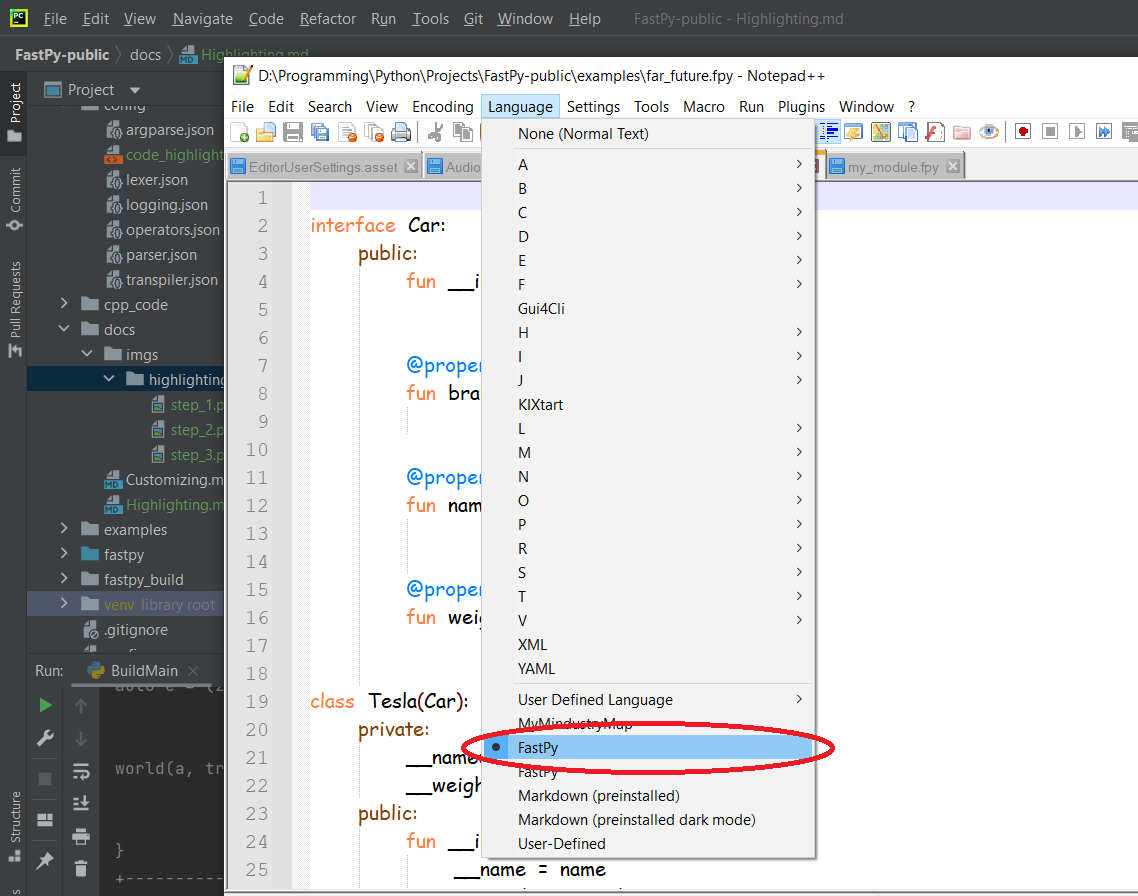 PC File Edit View Navigate Code Refactor Run Tools Git Window Help FastPy-public - Highlighting.md
FastPy-public docs Highlighting.md
Project
Commit
Pull Requests
Structure
Project
config
argparse.json
code_highlight
lexer.json
logging.json
operators.json
parser.json
transpiler.json
cpp_code
docs
imgs
highlighting
step_1.p
step_2.p
step_3.p
Customizing.m
Highlighting.m
examples
fastpy
fastpy_build
venv library root
.gitignore
Run: BuildMain
world(a, tr
}
+----------
D:\Programming\Python\Projects\FastPy-public\examples\far_future.fpy - Notepad++
File Edit Search View Encoding Language Settings Tools Macro Run Plugins Window ?
EditorUserSettings.asset Audio my_module.fpy
1
2 interface Car:
3 public:
4 fun __i
5
6
7 @proper
8 fun bra
9
10
11 @proper
12 fun nam
13
14
15 @proper
16 fun weig
17
18
19 class Tesla(Car):
20 private:
21 __name
22 __weigh
23 public:
24 fun __i
25 __name = name
None (Normal Text)
A
B
C
D
E
F
Gui4Cli
H
I
J
KIXtart
L
M
N
O
P
R
S
T
V
XML
YAML
User Defined Language
MyMindustryMap
FastPy
FastPy
Markdown (preinstalled)
Markdown (preinstalled dark mode)
User-Defined